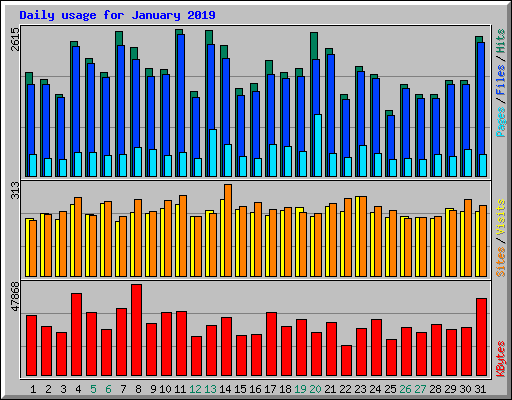 Daily usage for January 2019
2615
Pages / Files / Hits
313
Sites / Visits
47868
KBytes
1 2 3 4 5 6 7 8 9 10 11 12 13 14 15 16 17 18 19 20 21 22 23 24 25 26 27 28 29 30 31